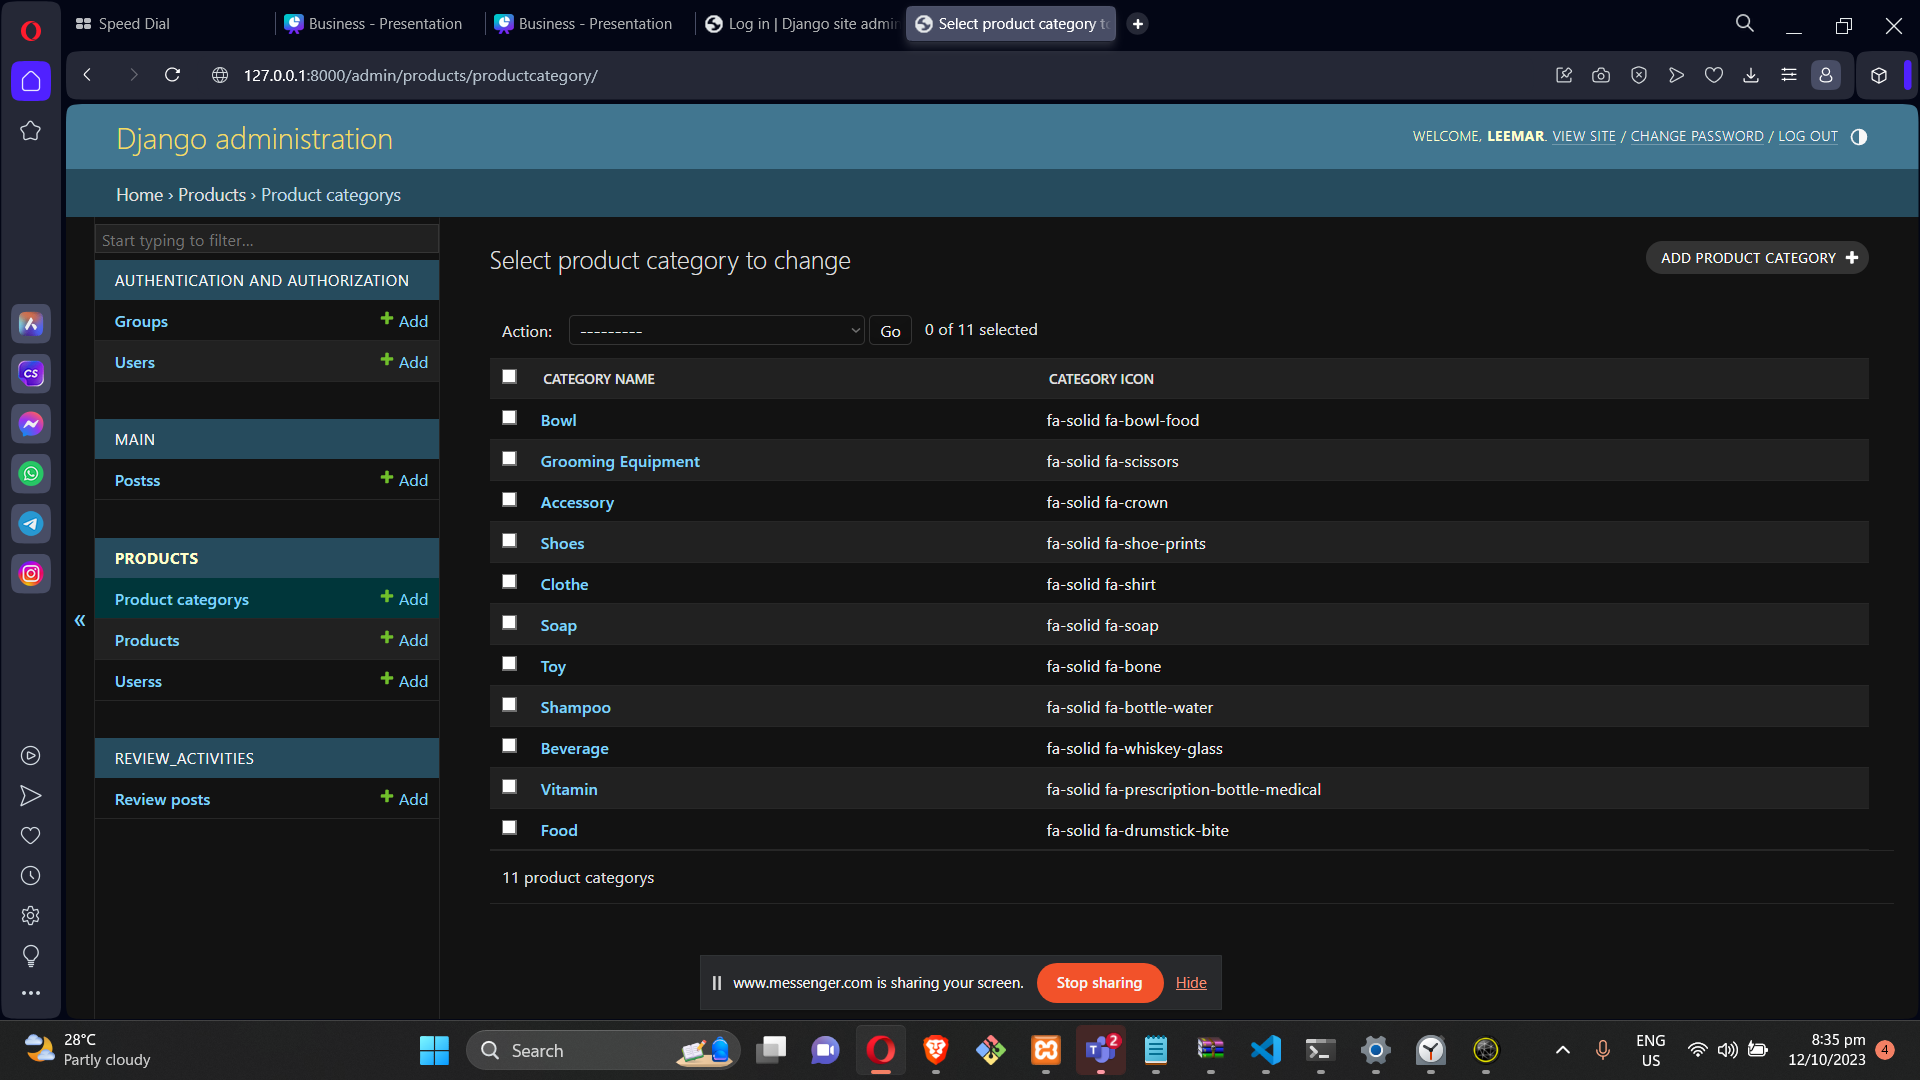 Speed Dial
Business - Presentation
Business - Presentation
Log in | Django site admin
Select product category to
127.0.0.1:8000/admin/products/productcategory/
Django administration
WELCOME, LEEMAR. VIEW SITE / CHANGE PASSWORD / LOG OUT
Home › Products › Product categorys
Start typing to filter...
AUTHENTICATION AND AUTHORIZATION
Groups + Add
Users + Add
MAIN
Postss + Add
PRODUCTS
Product categorys + Add
Products + Add
Userss + Add
REVIEW_ACTIVITIES
Review posts + Add
«
Select product category to change
ADD PRODUCT CATEGORY +
Action: --------- Go 0 of 11 selected
CATEGORY NAME CATEGORY ICON
Bowl fa-solid fa-bowl-food
Grooming Equipment fa-solid fa-scissors
Accessory fa-solid fa-crown
Shoes fa-solid fa-shoe-prints
Clothe fa-solid fa-shirt
Soap fa-solid fa-soap
Toy fa-solid fa-bone
Shampoo fa-solid fa-bottle-water
Beverage fa-solid fa-whiskey-glass
Vitamin fa-solid fa-prescription-bottle-medical
Food fa-solid fa-drumstick-bite
11 product categorys
www.messenger.com is sharing your screen. Stop sharing Hide
CS
28°C
Partly cloudy
Search
2
ENG
US
8:35 pm
12/10/2023
4